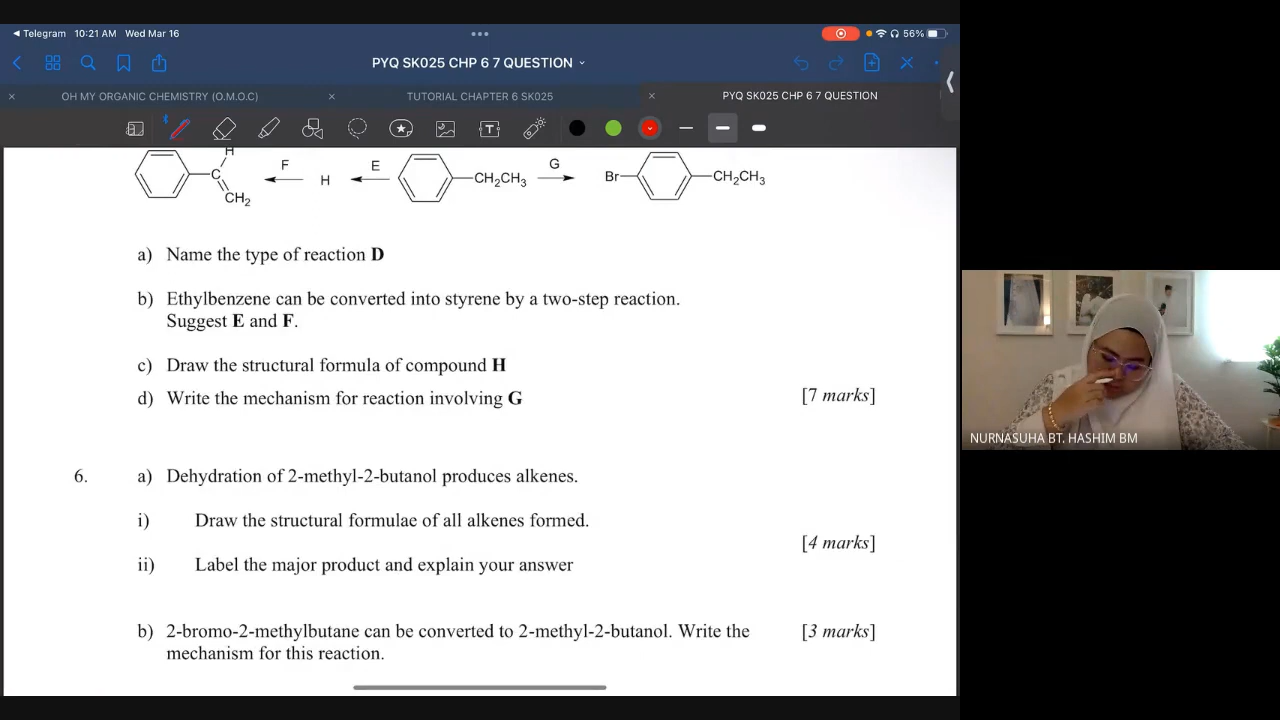 Telegram 10:21 AM Wed Mar 16 56%
PYQ SK025 CHP 6 7 QUESTION
OH MY ORGANIC CHEMISTRY (O.M.O.C) TUTORIAL CHAPTER 6 SK025 PYQ SK025 CHP 6 7 QUESTION
H
C
CH2
F
H
E
CH2CH3
G
Br
CH2CH3
a) Name the type of reaction D
b) Ethylbenzene can be converted into styrene by a two-step reaction.
Suggest E and F.
c) Draw the structural formula of compound H
d) Write the mechanism for reaction involving G [7 marks]
6. a) Dehydration of 2-methyl-2-butanol produces alkenes.
i) Draw the structural formulae of all alkenes formed.
[4 marks]
ii) Label the major product and explain your answer
b) 2-bromo-2-methylbutane can be converted to 2-methyl-2-butanol. Write the [3 marks]
mechanism for this reaction.
NURNASUHA BT. HASHIM BM